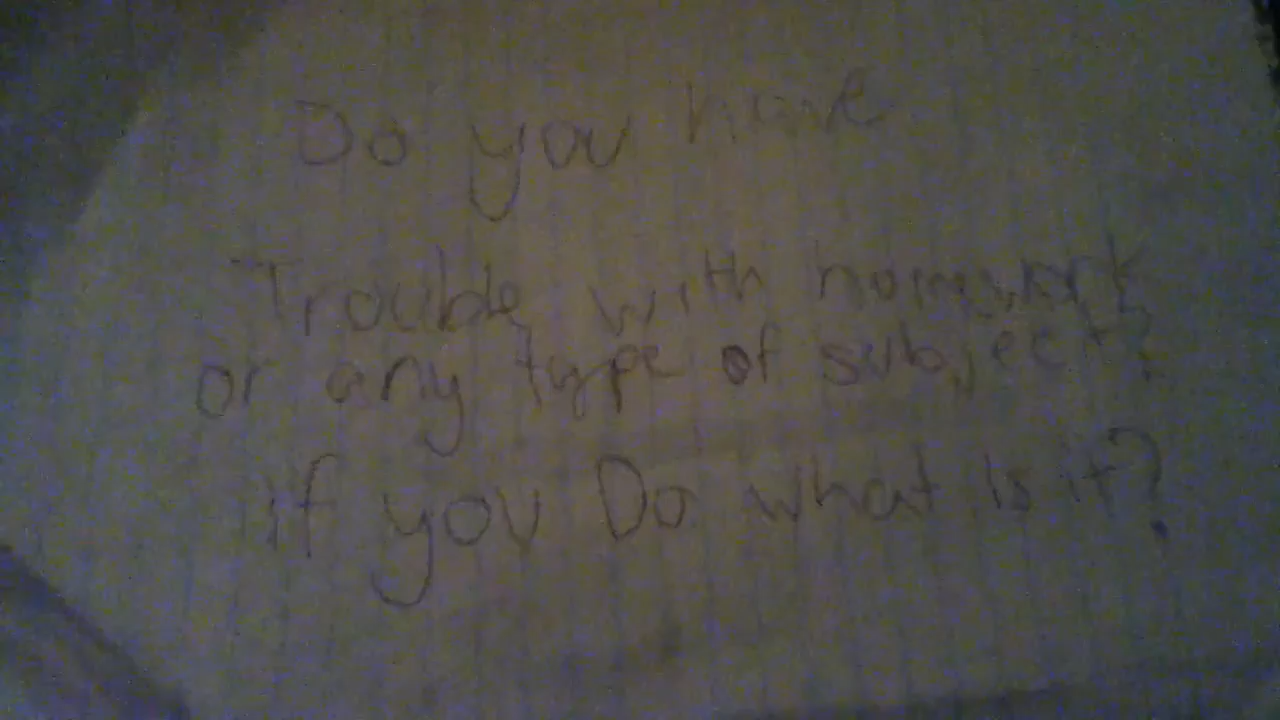 Do you have
Trouble with homework
or any type of subject?
if you Do what is it?